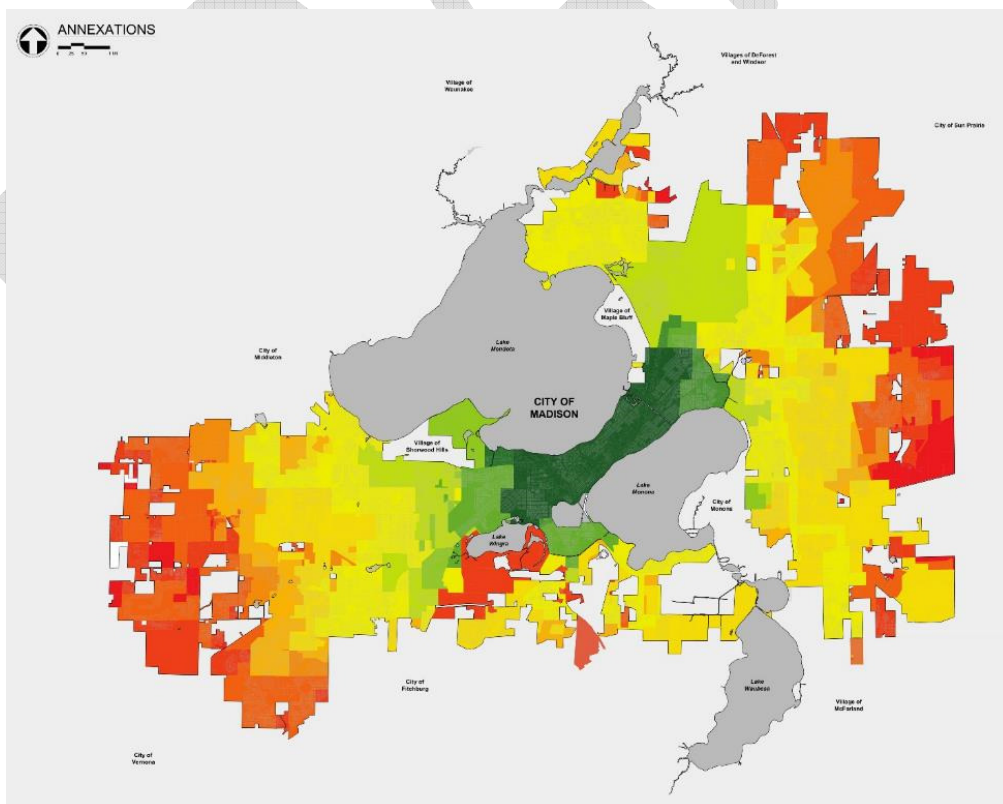 ANNEXATIONS
Villages of DeForest
and Windsor
Village of
Waunakee
City of Sun Prairie
Village of
Maple Bluff
Lake
Mendota
City of
Middleton
CITY OF
MADISON
Village of
Shorwood Hills
Lake
Monona
City of
Monona
Lake
Wingra
City of
Fitchburg
Lake
Waubesa
Village of
McFarland
City of
Verona